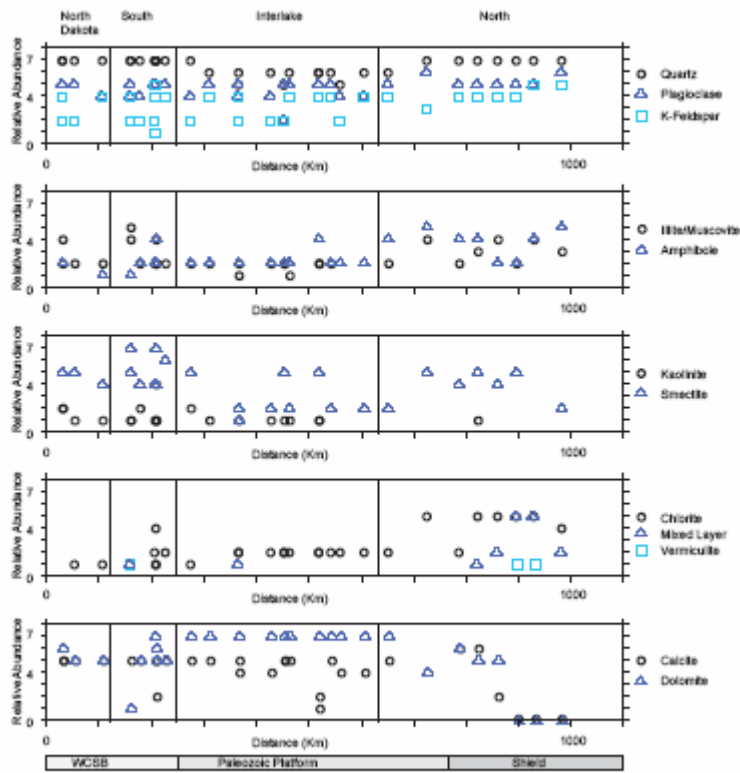 North Dakota South Interlake North
7
4
0
Relative Abundance
0 Distance (Km) 1000
Quartz
Plagioclase
K-Feldspar
7
4
0
Relative Abundance
0 Distance (Km) 1000
Illite/Muscovite
Amphibole
7
4
0
Relative Abundance
0 Distance (Km) 1000
Kaolinite
Smectite
7
4
0
Relative Abundance
0 Distance (Km) 1000
Chlorite
Mixed Layer
Vermiculite
7
4
0
Relative Abundance
0 Distance (Km) 1000
Calcite
Dolomite
WCSB Paleozoic Platform Shield